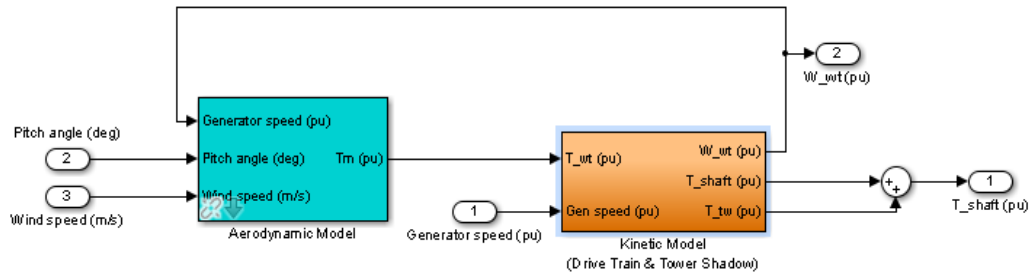 2
W_wt (pu)
Pitch angle (deg)
2
3
Wind speed (m/s)
Generator speed (pu)
Pitch angle (deg)
Tm (pu)
Wind speed (m/s)
Aerodynamic Model
1
Generator speed (pu)
T_wt (pu)
W_wt (pu)
T_shaft (pu)
Gen speed (pu)
T_tw (pu)
Kinetic Model
(Drive Train & Tower Shadow)
+
+
1
T_shaft (pu)